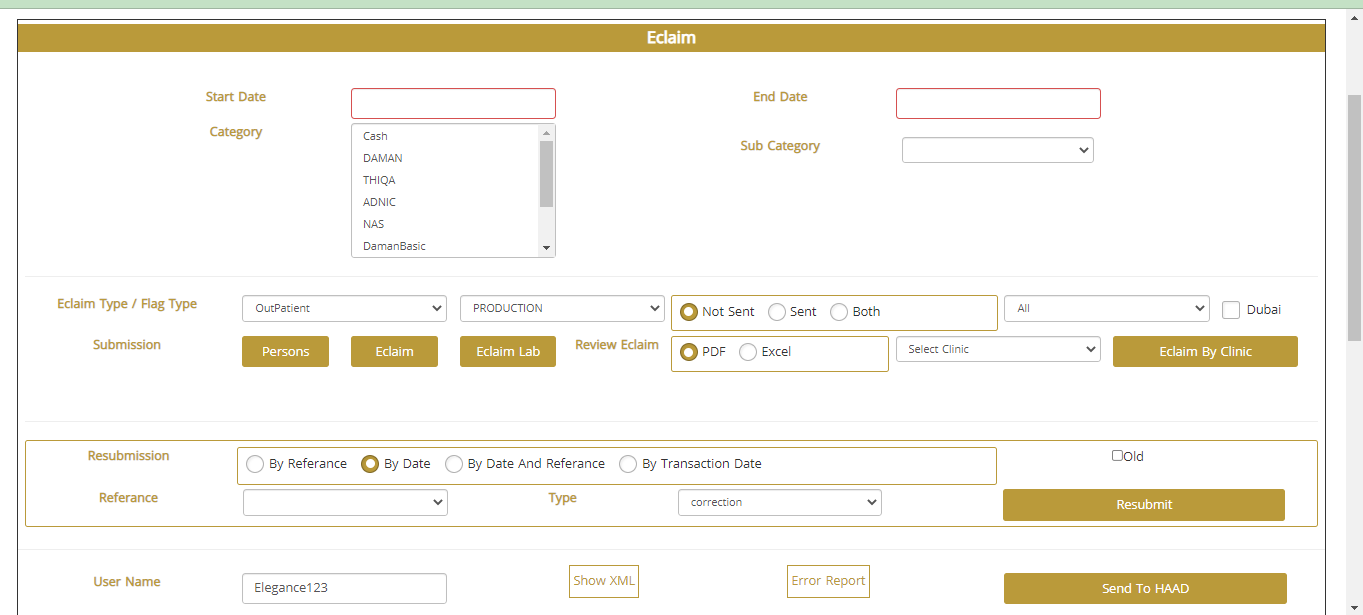 Eclaim
Start Date
End Date
Category
Cash
DAMAN
THIQA
ADNIC
NAS
DamanBasic
Sub Category
Eclaim Type / Flag Type
OutPatient
PRODUCTION
Not Sent Sent Both
All
Dubai
Submission
Persons
Eclaim
Eclaim Lab
Review Eclaim
PDF Excel
Select Clinic
Eclaim By Clinic
Resubmission
By Referance By Date By Date And Referance By Transaction Date
Old
Referance
Type
correction
Resubmit
User Name
Elegance123
Show XML
Error Report
Send To HAAD